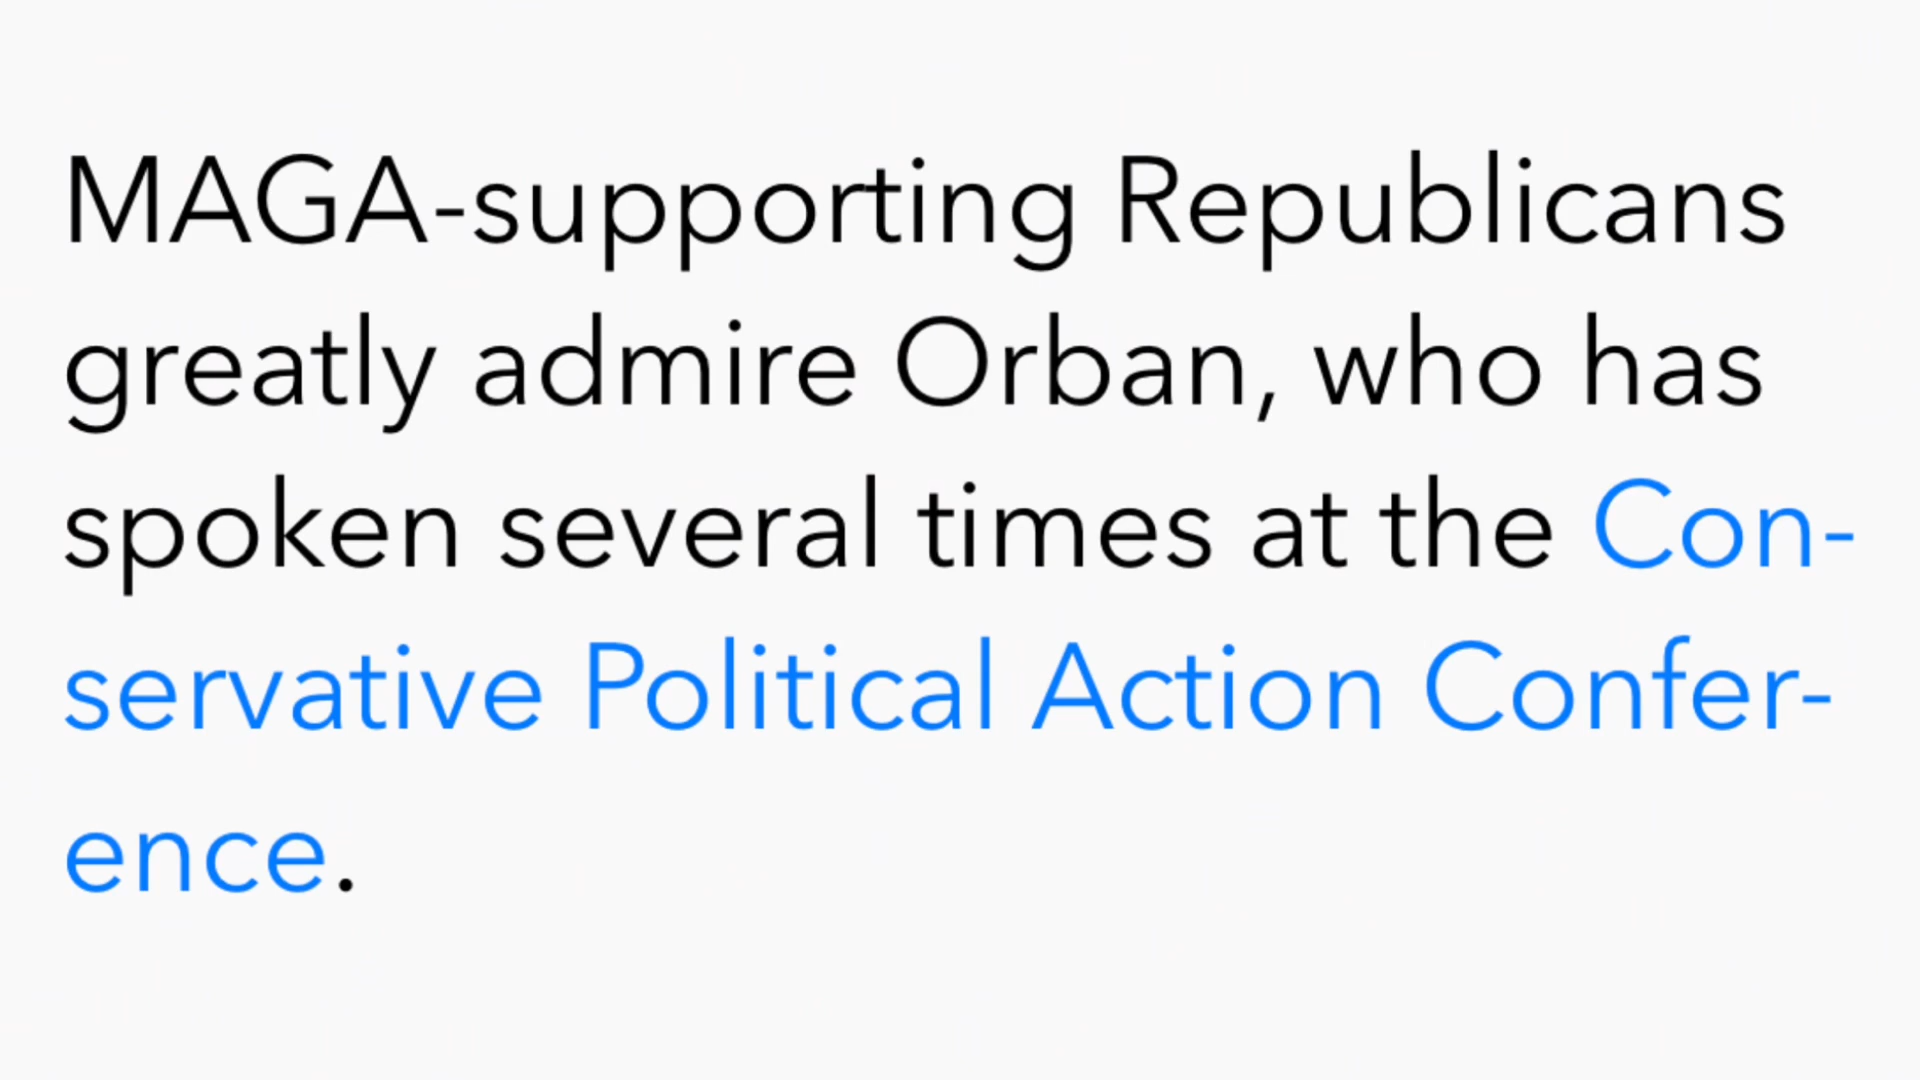 MAGA-supporting Republicans
greatly admire Orban, who has
spoken several times at the Con-
servative Political Action Confer-
ence.